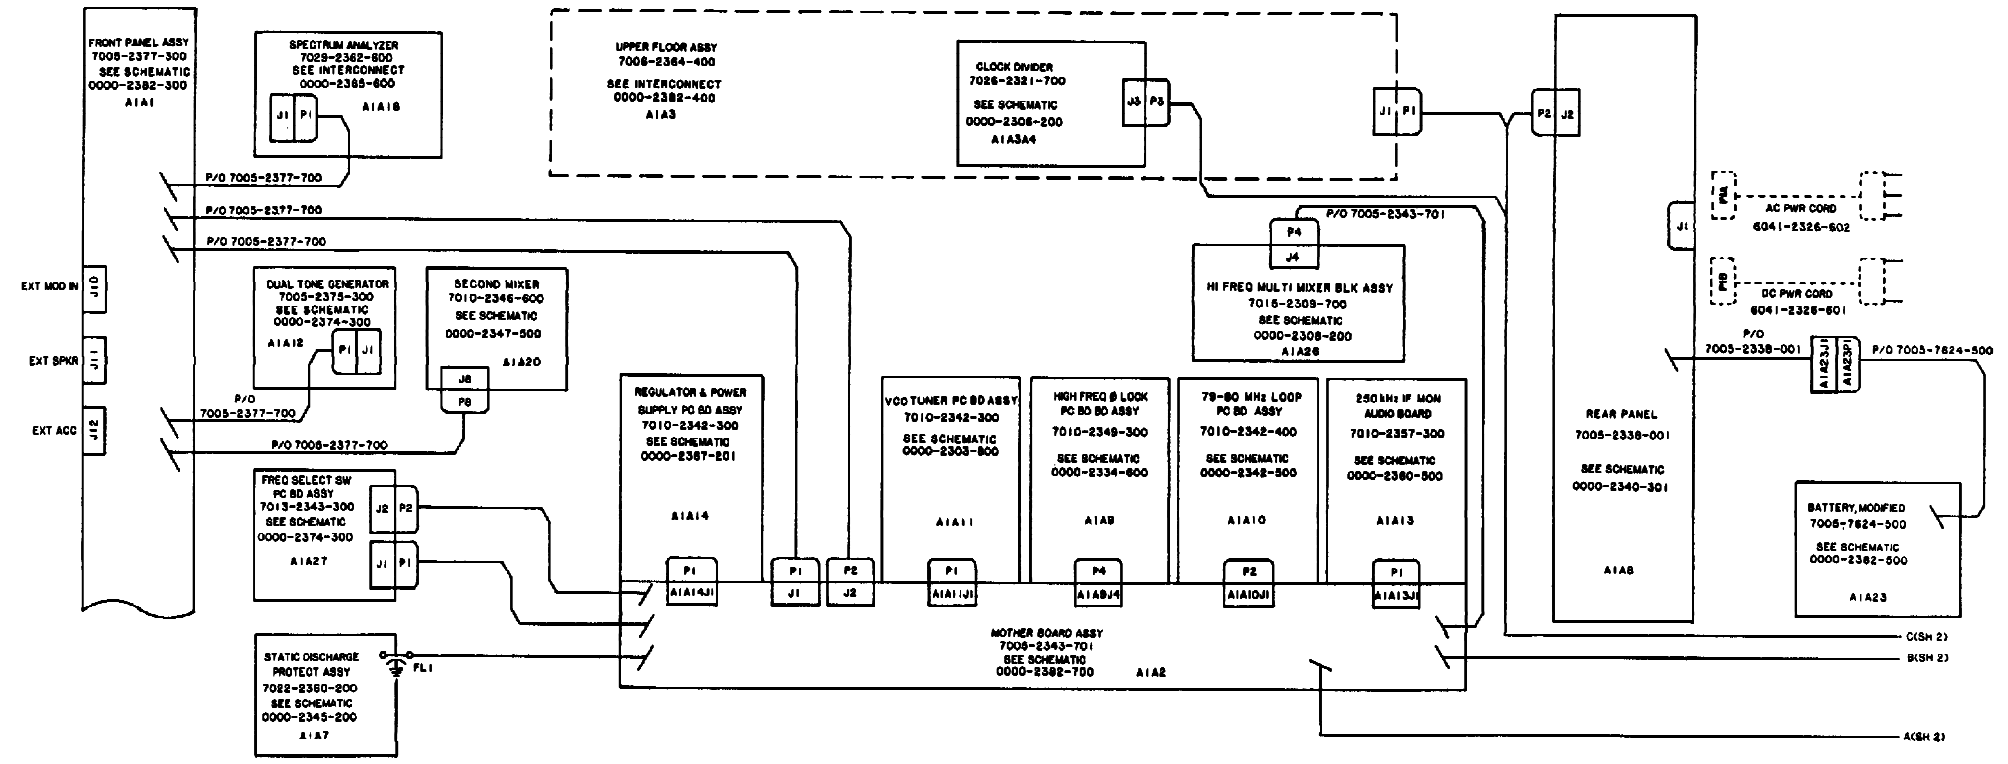 FRONT PANEL ASSY
7005-2377-300
SEE SCHEMATIC
0000-2382-300
A1A1
EXT MOD IN
J10
EXT SPKR
J11
EXT ACC
J12
SPECTRUM ANALYZER
7029-2362-600
SEE INTERCONNECT
0000-2365-600
A1A18
J1
P1
P/O 7005-2377-700
P/O 7005-2377-700
P/O 7005-2377-700
DUAL TONE GENERATOR
7005-2375-300
SEE SCHEMATIC
0000-2374-300
A1A12
P1
J1
P/O
7005-2377-700
SECOND MIXER
7010-2346-600
SEE SCHEMATIC
0000-2347-500
A1A20
J8
P8
P/O 7005-2377-700
FREQ SELECT SW
PC BD ASSY
7013-2343-300
SEE SCHEMATIC
0000-2374-300
A1A27
J2
P2
J1
P1
STATIC DISCHARGE
PROTECT ASSY
7022-2360-200
SEE SCHEMATIC
0000-2345-200
A1A7
FL1
UPPER FLOOR ASSY
7006-2364-400
SEE INTERCONNECT
0000-2382-400
A1A3
CLOCK DIVIDER
7026-2321-700
SEE SCHEMATIC
0000-2306-200
A1A3A4
J3
P3
J1
P1
P2
J2
P/O 7005-2343-701
P4
J4
HI FREQ MULTI MIXER BLK ASSY
7015-2309-700
SEE SCHEMATIC
0000-2308-200
A1A26
REGULATOR & POWER
SUPPLY PC BD ASSY
7010-2342-300
SEE SCHEMATIC
0000-2367-201
A1A14
P1
A1A14J1
P1
J1
P2
J2
VCO TUNER PC BD ASSY
7010-2342-300
SEE SCHEMATIC
0000-2303-800
A1A11
P1
A1A11J1
HIGH FREQ Ø LOCK
PC BD BD ASSY
7010-2349-300
SEE SCHEMATIC
0000-2334-600
A1A9
P4
A1A9J4
79-80 MHz LOOP
PC BD ASSY
7010-2342-400
SEE SCHEMATIC
0000-2342-500
A1A10
P2
A1A10J1
250 kHz IF MON
AUDIO BOARD
7010-2357-300
SEE SCHEMATIC
0000-2360-500
A1A13
P1
A1A13J1
MOTHER BOARD ASSY
7005-2343-701
SEE SCHEMATIC
0000-2382-700
A1A2
REAR PANEL
7005-2338-001
SEE SCHEMATIC
0000-2340-301
A1A8
J1
P1A
AC PWR CORD
6041-2326-602
P1B
DC PWR CORD
6041-2326-601
P/O
7005-2338-001
A1A23J1
A1A23P1
P/O 7005-7624-500
BATTERY, MODIFIED
7005-7624-500
SEE SCHEMATIC
0000-2362-500
A1A23
C(SH 2)
B(SH 2)
A(SH 2)